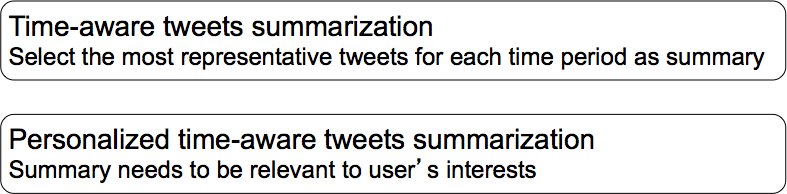 Time-aware tweets summarization
Select the most representative tweets for each time period as summary
Personalized time-aware tweets summarization
Summary needs to be relevant to user’s interests